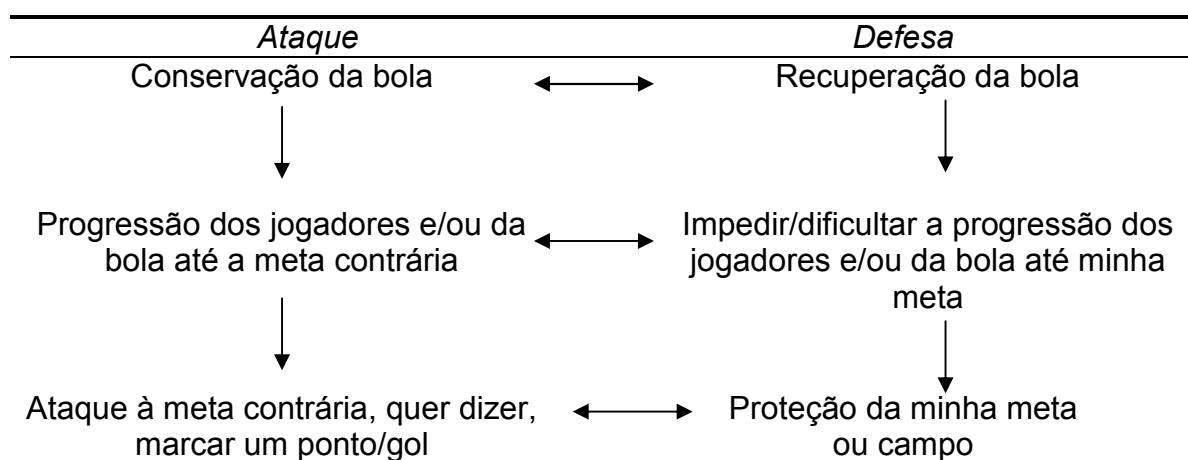 Ataque
Defesa
Conservação da bola
Recuperação da bola
Progressão dos jogadores e/ou da
bola até a meta contrária
Impedir/dificultar a progressão dos
jogadores e/ou da bola até minha
meta
Ataque à meta contrária, quer dizer,
marcar um ponto/gol
Proteção da minha meta
ou campo